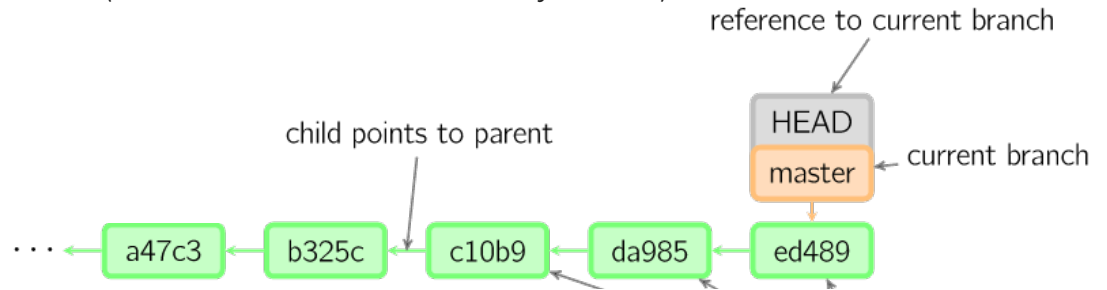 reference to current branch
HEAD
child points to parent
master
current branch
··· a47c3 b325c c10b9 da985 ed489